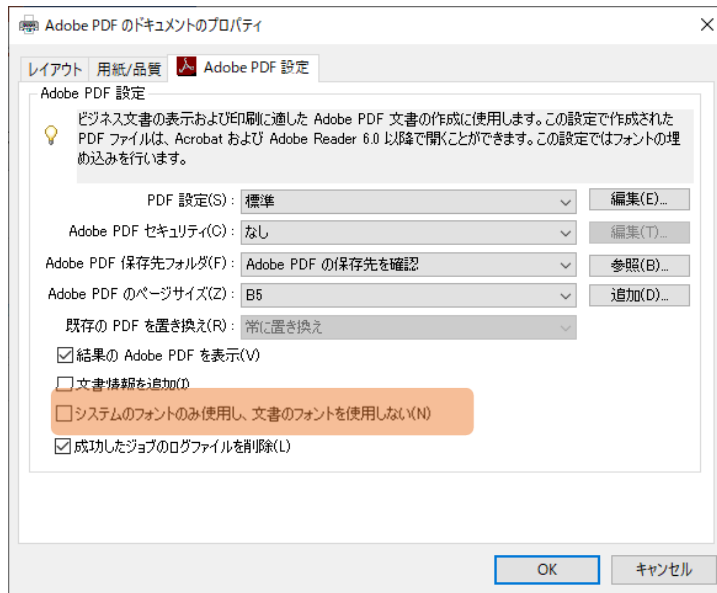 Adobe PDF のドキュメントのプロパティ
レイアウト 用紙/品質 Adobe PDF 設定
Adobe PDF 設定
ビジネス文書の表示および印刷に適した Adobe PDF 文書の作成に使用します。この設定で作成された
PDF ファイルは、Acrobat および Adobe Reader 6.0 以降で開くことができます。この設定ではフォントの埋
め込みを行います。
PDF 設定(S): 標準 編集(E)...
Adobe PDF セキュリティ(C): なし 編集(T)...
Adobe PDF 保存先フォルダ(F): Adobe PDF の保存先を確認 参照(B)...
Adobe PDF のページサイズ(Z): B5 追加(D)...
既存の PDF を置き換え(R): 常に置き換え
結果の Adobe PDF を表示(V)
文書情報を追加(I)
システムのフォントのみ使用し、文書のフォントを使用しない(N)
成功したジョブのログファイルを削除(L)
OK キャンセル